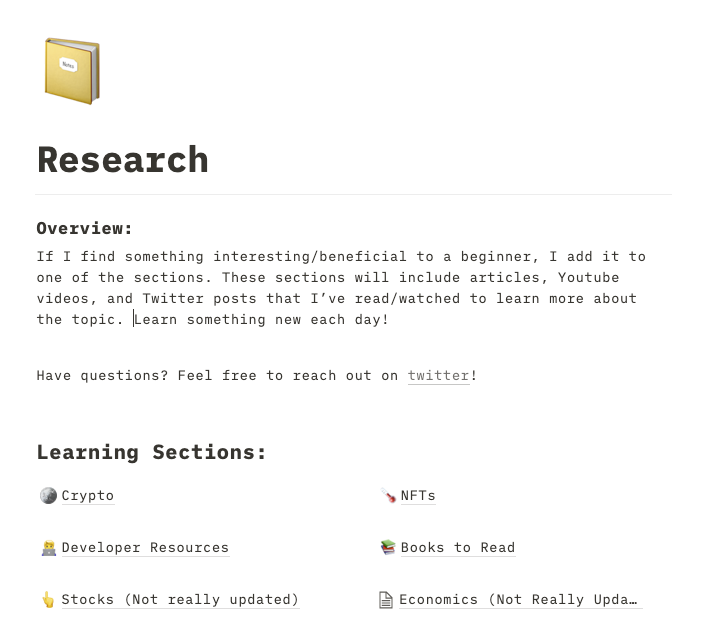 Research
Overview:
If I find something interesting/beneficial to a beginner, I add it to
one of the sections. These sections will include articles, Youtube
videos, and Twitter posts that I’ve read/watched to learn more about
the topic. Learn something new each day!
Have questions? Feel free to reach out on twitter!
Learning Sections:
Crypto
NFTs
Developer Resources
Books to Read
Stocks (Not really updated)
Economics (Not Really Upda…